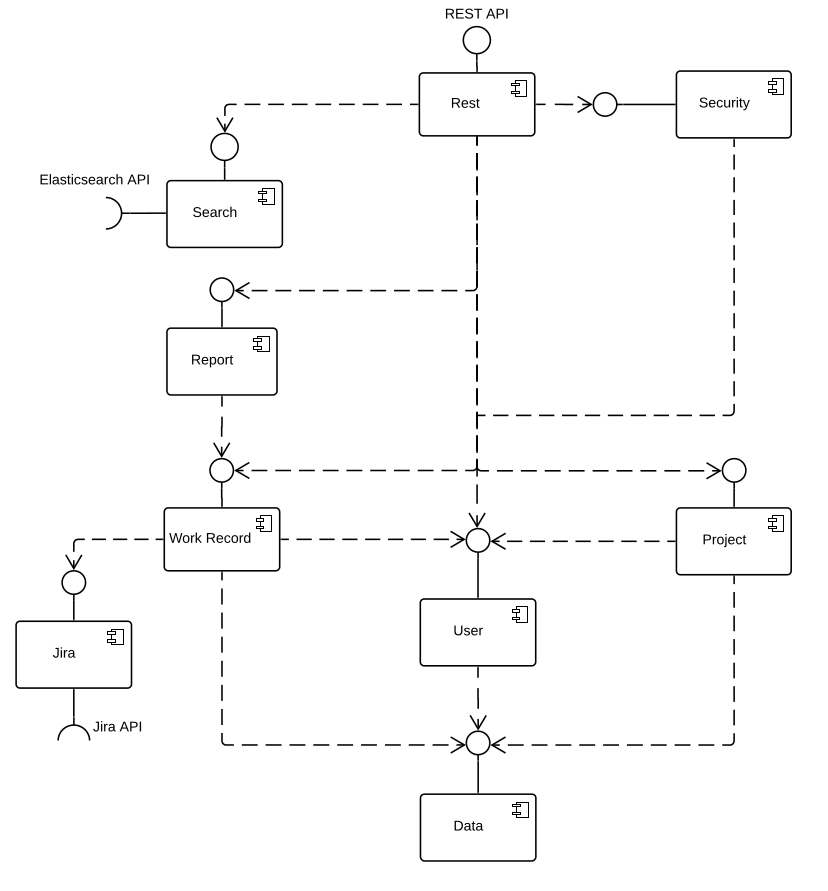 REST API
Rest
Security
Elasticsearch API
Search
Report
Work Record
Project
User
Jira
Jira API
Data